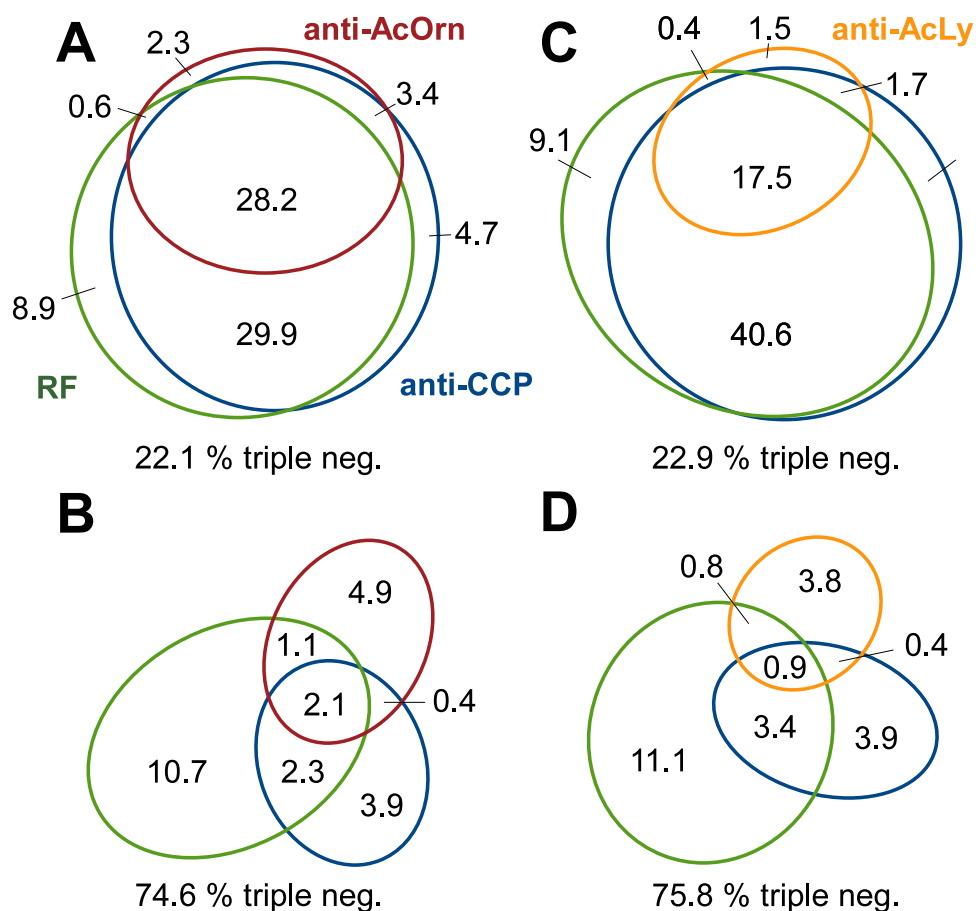 A
anti-AcOrn
2.3
0.6
3.4
28.2
4.7
8.9
29.9
RF
anti-CCP
22.1 % triple neg.
C
anti-AcLy
0.4
1.5
1.7
9.1
17.5
40.6
22.9 % triple neg.
B
4.9
1.1
2.1
0.4
10.7
2.3
3.9
74.6 % triple neg.
D
0.8
3.8
0.4
0.9
3.4
3.9
11.1
75.8 % triple neg.